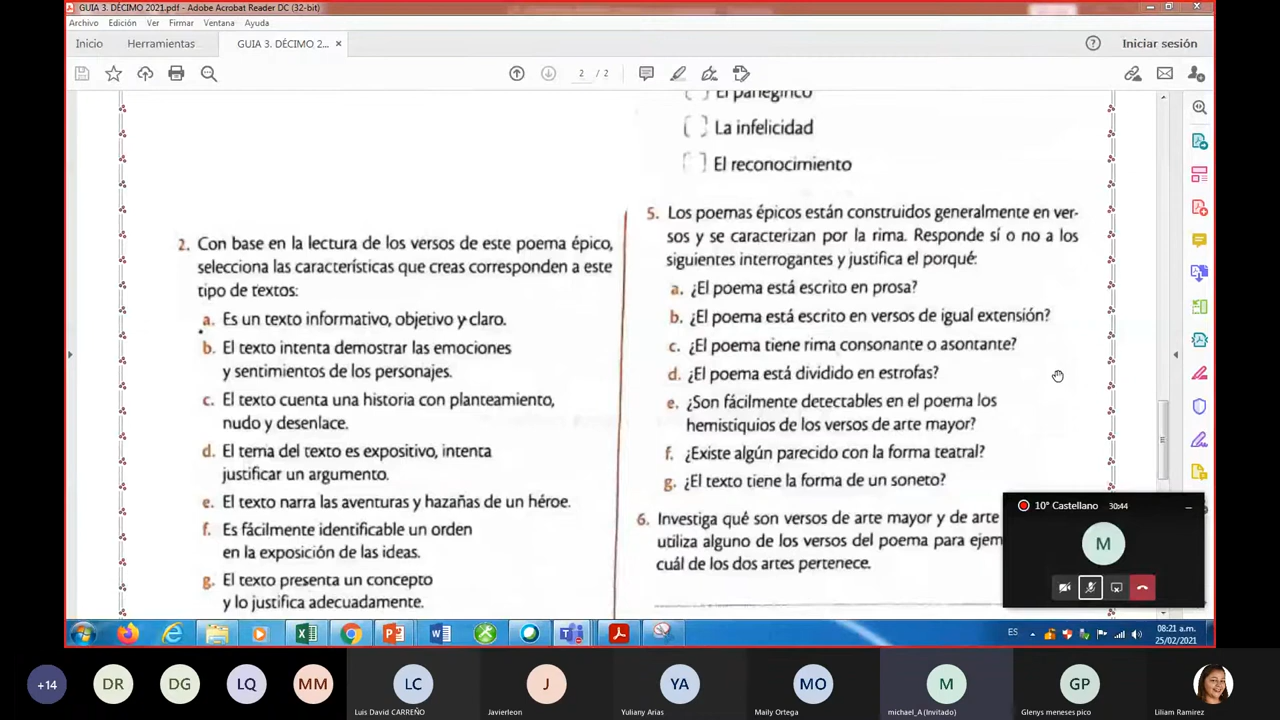 GUIA 3. DÉCIMO 2021.pdf - Adobe Acrobat Reader DC (32-bit)
Archivo Edición Ver Firmar Ventana Ayuda
Inicio Herramientas GUIA 3. DÉCIMO 2... × Iniciar sesión
2 / 2
El panegírico
La infelicidad
El reconocimiento
2. Con base en la lectura de los versos de este poema épico,
selecciona las características que creas corresponden a este
tipo de textos:
a. Es un texto informativo, objetivo y claro.
b. El texto intenta demostrar las emociones
y sentimientos de los personajes.
c. El texto cuenta una historia con planteamiento,
nudo y desenlace.
d. El tema del texto es expositivo, intenta
justificar un argumento.
e. El texto narra las aventuras y hazañas de un héroe.
f. Es fácilmente identificable un orden
en la exposición de las ideas.
g. El texto presenta un concepto
y lo justifica adecuadamente.
5. Los poemas épicos están construidos generalmente en ver-
sos y se caracterizan por la rima. Responde sí o no a los
siguientes interrogantes y justifica el porqué:
a. ¿El poema está escrito en prosa?
b. ¿El poema está escrito en versos de igual extensión?
c. ¿El poema tiene rima consonante o asontante?
d. ¿El poema está dividido en estrofas?
e. ¿Son fácilmente detectables en el poema los
hemistiquios de los versos de arte mayor?
f. ¿Existe algún parecido con la forma teatral?
g. ¿El texto tiene la forma de un soneto?
6. Investiga qué son versos de arte mayor y de arte
utiliza alguno de los versos del poema para ejem
cuál de los dos artes pertenece.
10° Castellano 30:44
M
ES 08:21 a.m.
25/02/2021
+14 DR DG LQ MM LC J YA MO M GP
Luis David CARREÑO Javierleon Yuliany Arias Maily Ortega michael_A (Invitado) Glenys meneses pico Liliam Ramirez